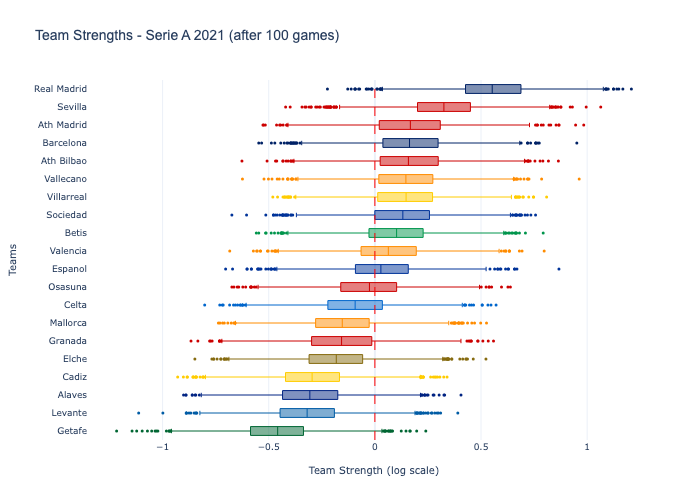 Team Strengths - Serie A 2021 (after 100 games)
Real Madrid
Sevilla
Ath Madrid
Barcelona
Ath Bilbao
Vallecano
Villarreal
Sociedad
Betis
Valencia
Espanol
Osasuna
Celta
Mallorca
Granada
Elche
Cadiz
Alaves
Levante
Getafe
Teams
−1 −0.5 0 0.5 1
Team Strength (log scale)